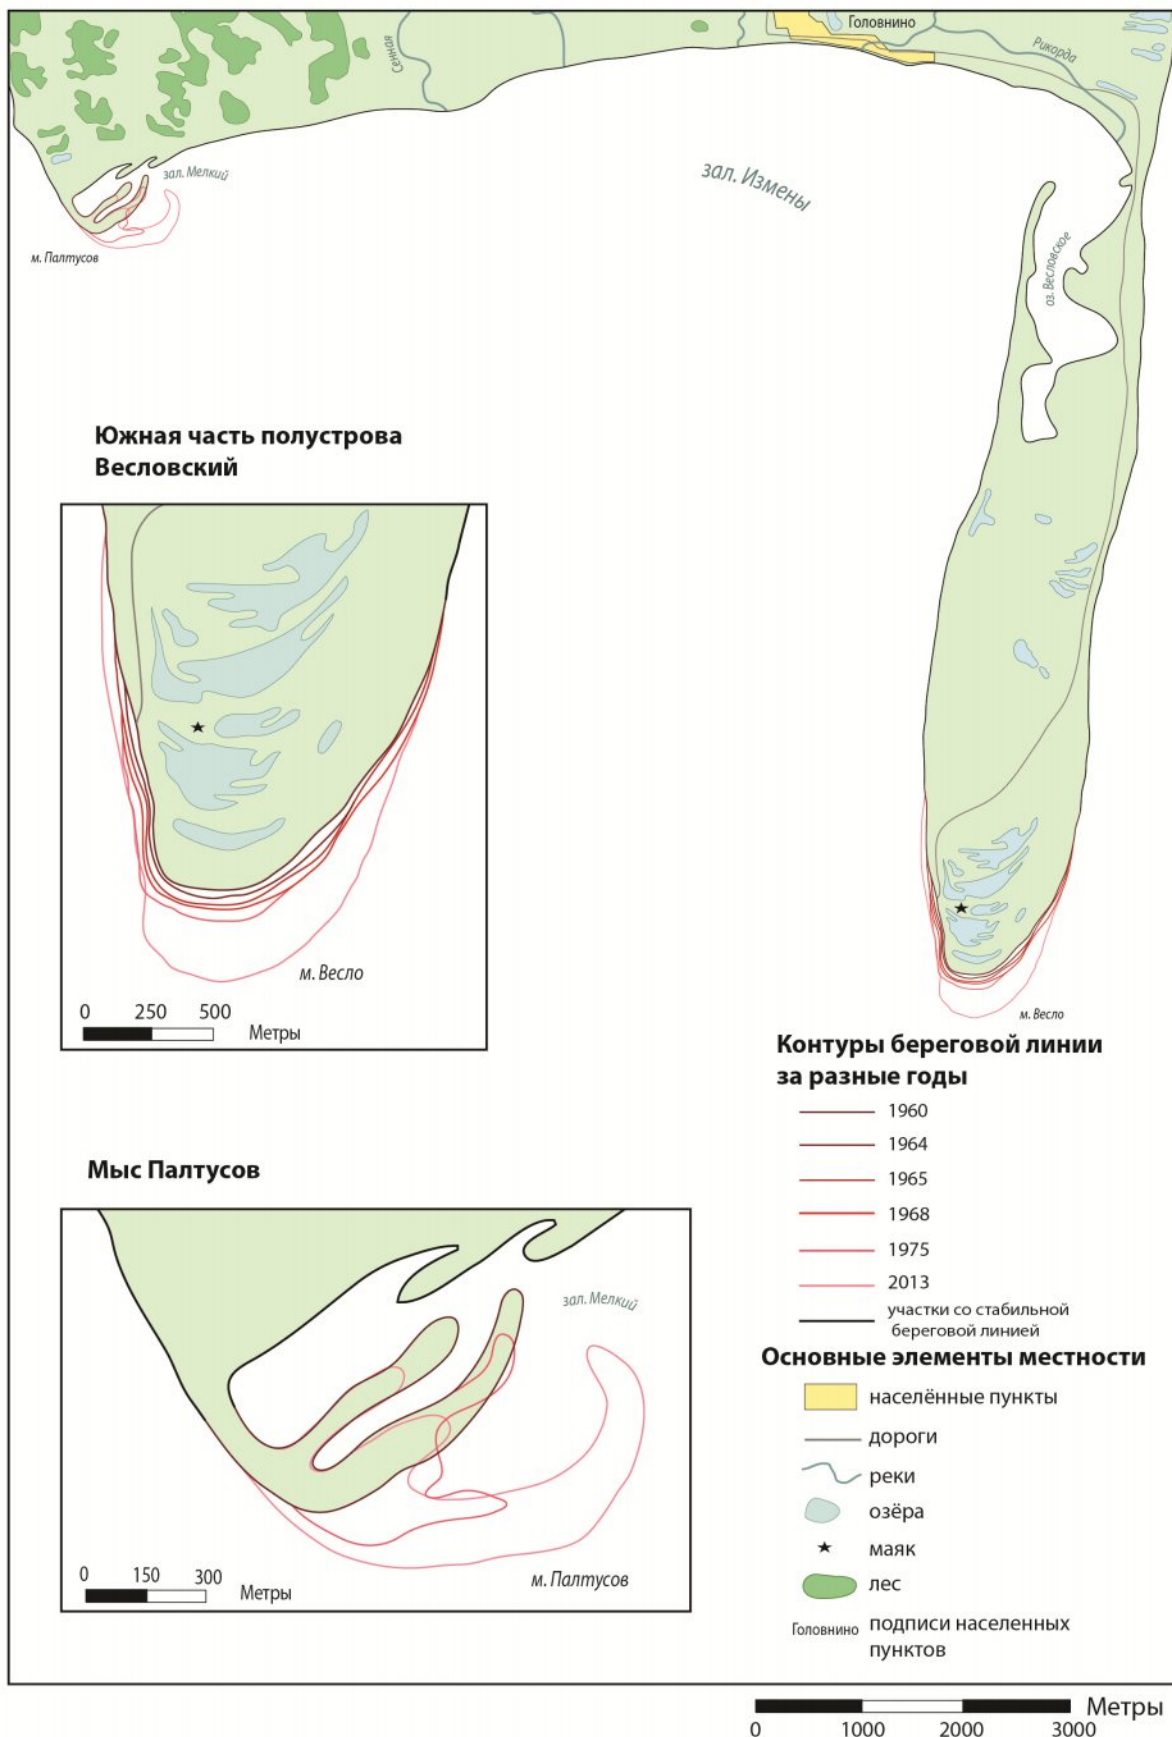 Головнино
Сенная
Рикорда
зал. Мелкий
зал. Измены
м. Палтусов
оз. Весловское
Южная часть полустрова
Весловский
м. Весло
0 250 500
Метры
м. Весло
Контуры береговой линии
за разные годы
1960
1964
1965
1968
1975
2013
участки со стабильной
береговой линией
Мыс Палтусов
зал. Мелкий
м. Палтусов
0 150 300
Метры
Основные элементы местности
населённые пункты
дороги
реки
озёра
маяк
лес
Головнино подписи населенных
пунктов
Метры
0 1000 2000 3000